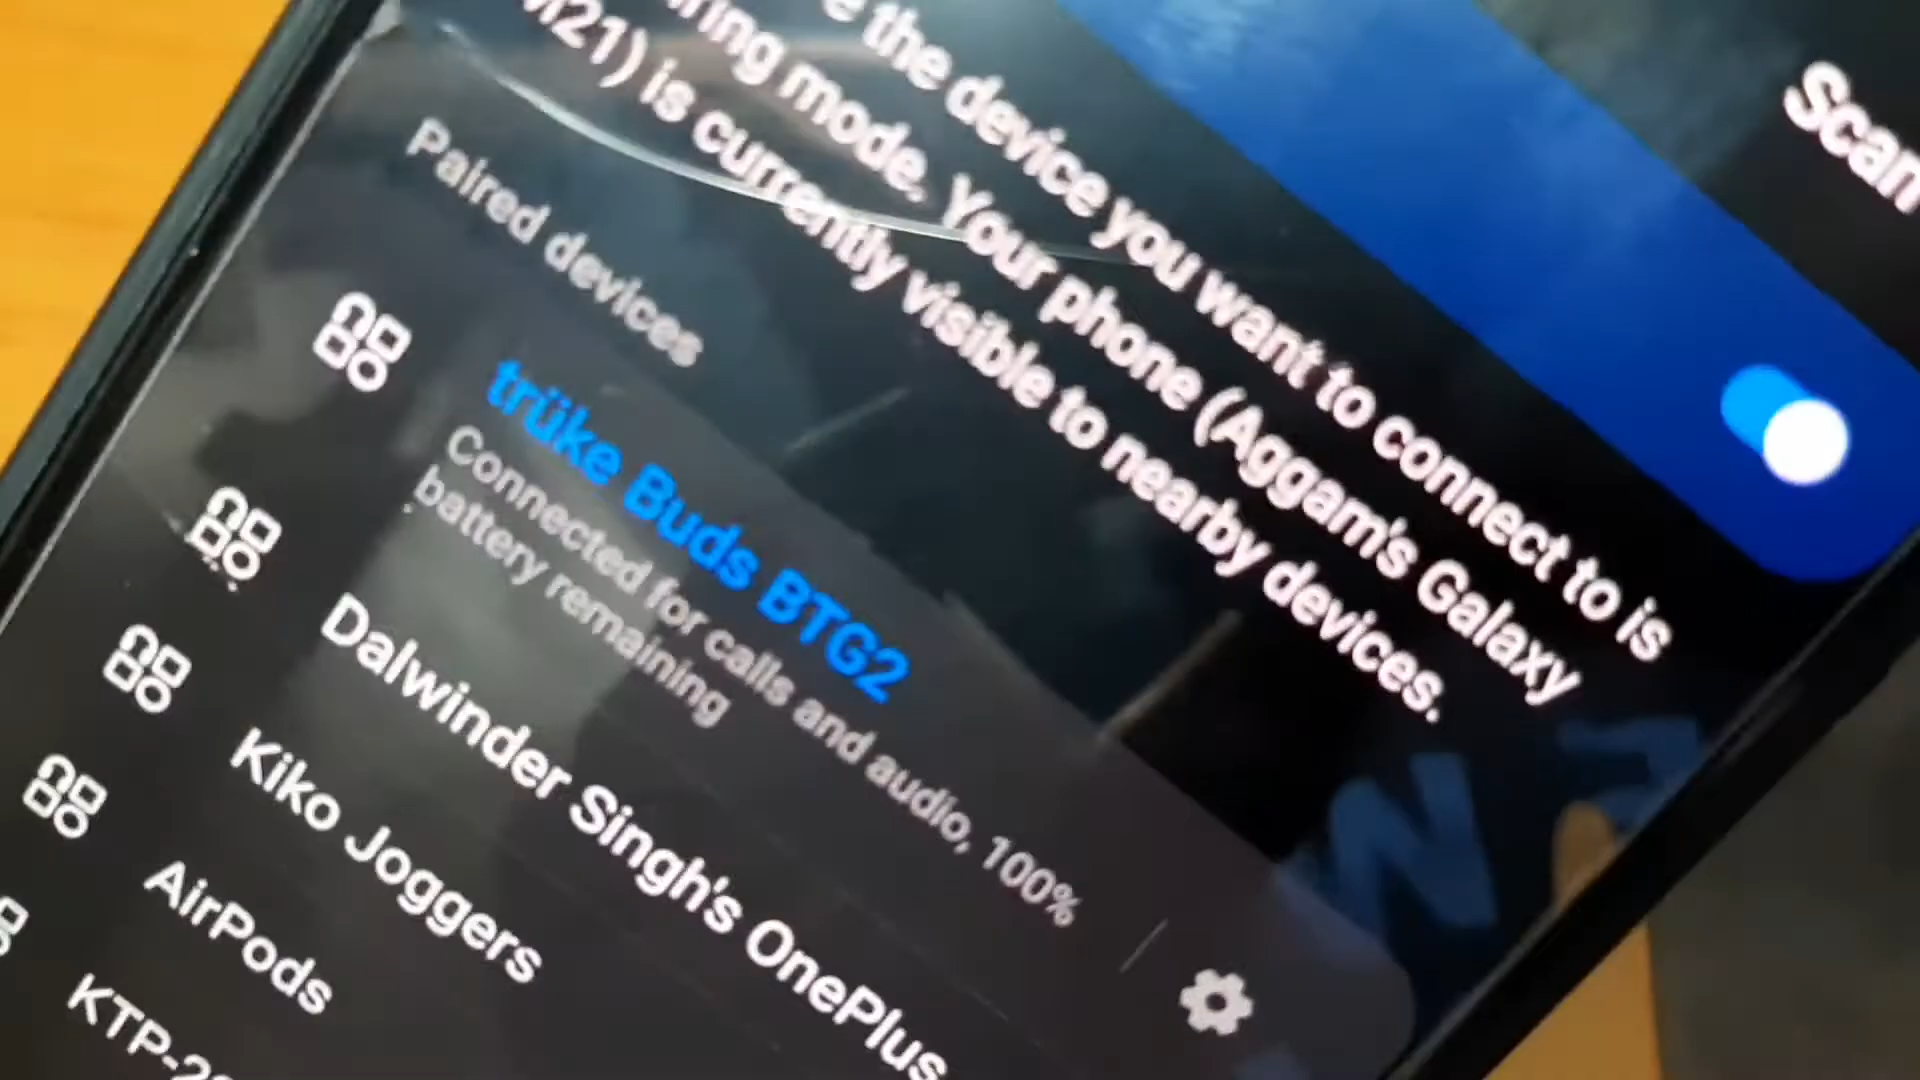 Scan
the device you want to connect to is
mode. Your phone (Aggam's Galaxy
M21) is currently visible to nearby devices.
Paired devices
trüke Buds BTG2
Connected for calls and audio, 100%
battery remaining
Dalwinder Singh's OnePlus
Kiko Joggers
AirPods